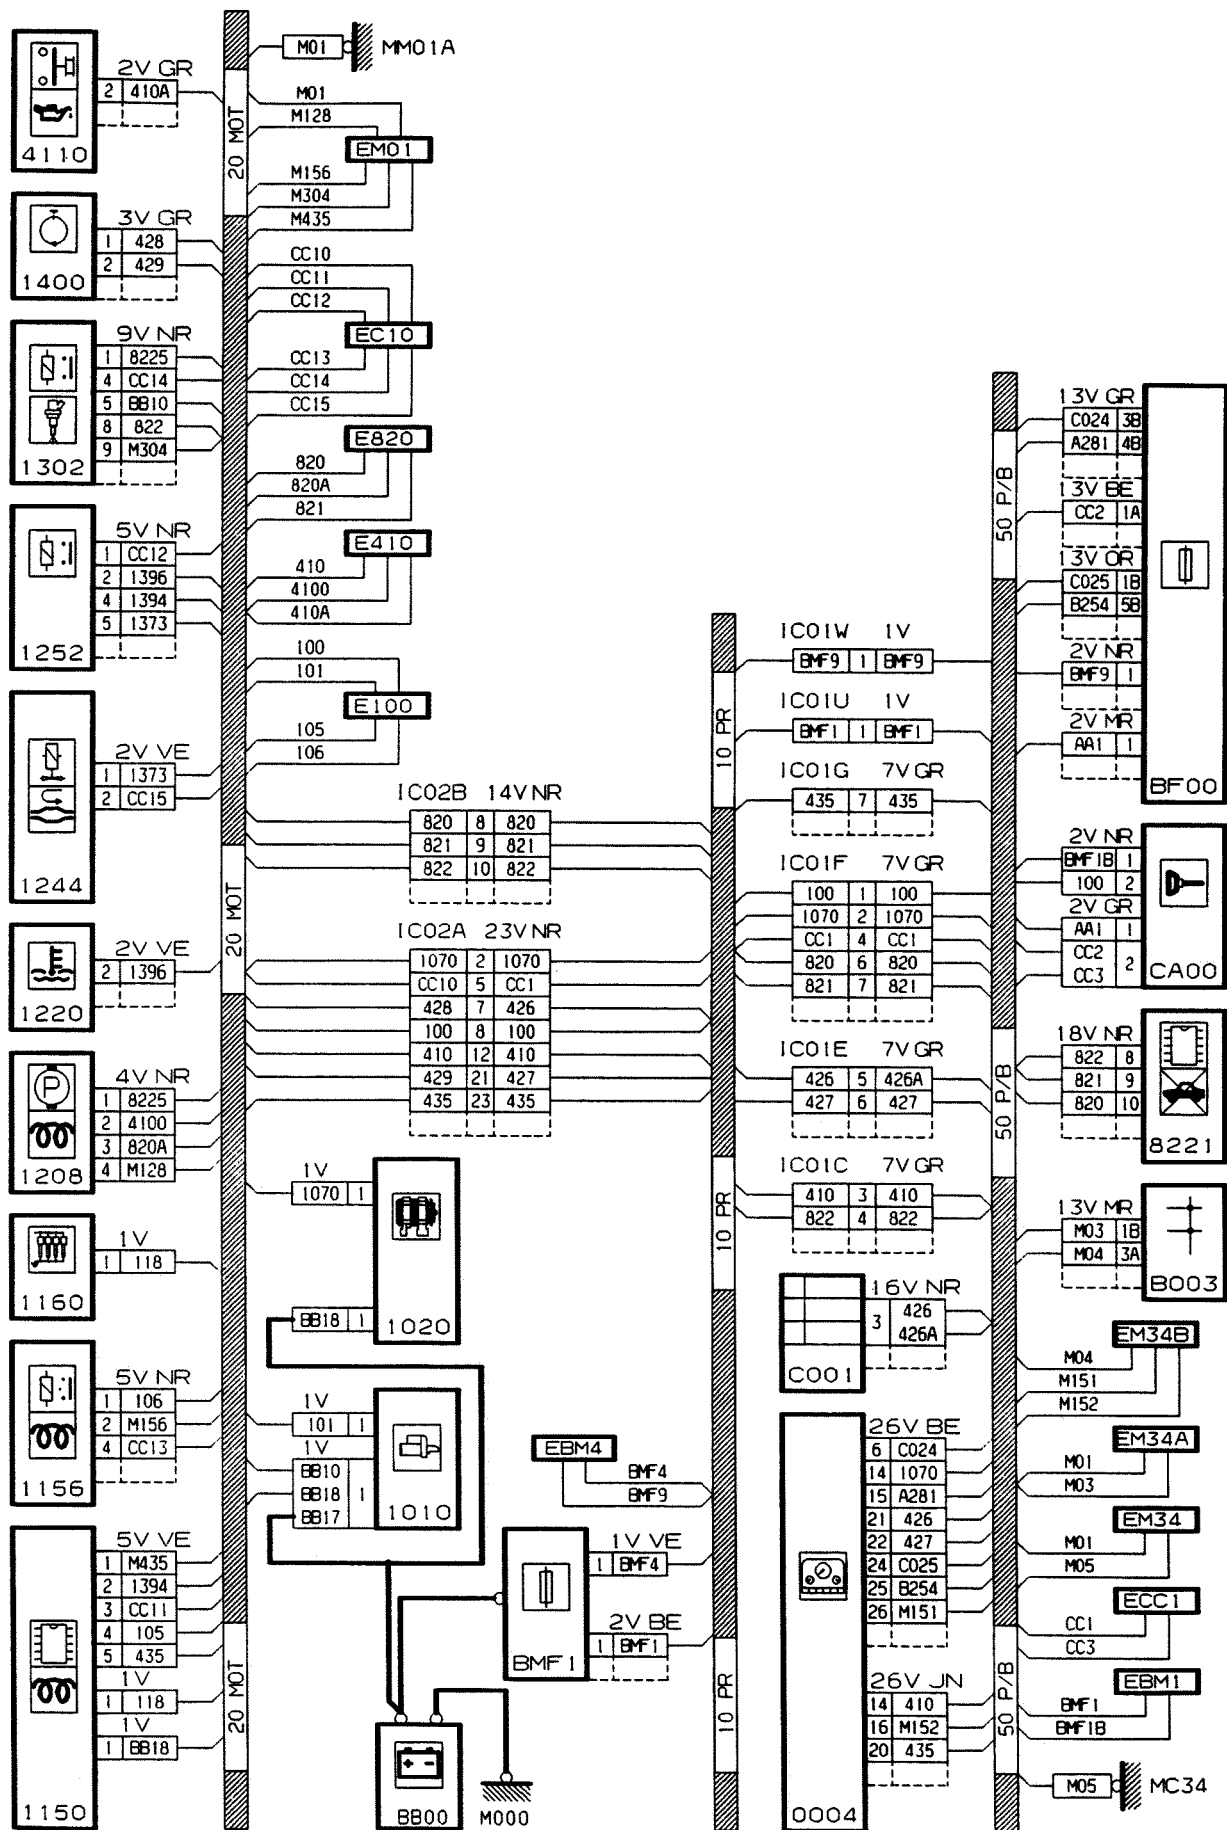 M01
MM01A
2V GR
2 410A
4110
20 MOT
M01
M128
EM01
M156
M304
M435
3V GR
1 428
2 429
1400
CC10
CC11
CC12
EC10
CC13
CC14
CC15
9V NR
1 8225
4 CC14
5 BB10
8 822
9 M304
1302
E820
820
820A
821
5V NR
1 CC12
2 1396
4 1394
5 1373
1252
E410
410
4100
410A
100
101
E100
105
106
2V VE
1 1373
2 CC15
1244
20 MOT
2V VE
2 1396
1220
4V NR
1 8225
2 4100
3 820A
4 M128
1208
1V
1 118
1160
5V NR
1 106
2 M156
4 CC13
1156
5V VE
1 M435
2 1394
3 CC11
4 105
5 435
1V
1 118
1V
1 BB18
1150
20 MOT
IC02B 14V NR
820 8 820
821 9 821
822 10 822
IC02A 23V NR
1070 2 1070
CC10 5 CC1
428 7 426
100 8 100
410 12 410
429 21 427
435 23 435
1V
1070 1
BB18 1
1020
1V
101 1
1V
BB10
BB18 1
BB17
1010
EBM4
BMF4
BMF9
1V VE
1 BMF4
2V BE
1 BMF1
BMF1
BB00
M000
10 PR
10 PR
10 PR
IC01W 1V
BMF9 1 BMF9
IC01U 1V
BMF1 1 BMF1
IC01G 7V GR
435 7 435
IC01F 7V GR
100 1 100
1070 2 1070
CC1 4 CC1
820 6 820
821 7 821
IC01E 7V GR
426 5 426A
427 6 427
IC01C 7V GR
410 3 410
822 4 822
16V NR
3 426
426A
C001
26V BE
6 C024
14 1070
15 A281
21 426
22 427
24 C025
25 B254
26 M151
26V JN
14 410
16 M152
20 435
0004
50 P/B
50 P/B
50 P/B
13V GR
C024 3B
A281 4B
13V BE
CC2 1A
13V OR
C025 1B
B254 5B
2V NR
BMF9 1
2V MR
AA1 1
BF00
2V NR
BMF1B 1
100 2
2V GR
AA1 1
CC2
2
CC3
CA00
18V NR
822 8
821 9
820 10
8221
13V MR
M03 1B
M04 3A
B003
EM34B
M04
M151
M152
EM34A
M01
M03
EM34
M01
M05
ECC1
CC1
CC3
EBM1
BMF1
BMF1B
M05
MC34